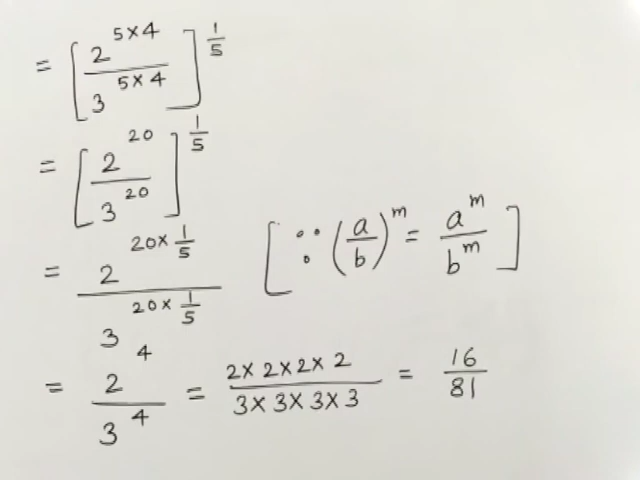 = [2^(5×4) / 3^(5×4)]^(1/5)
= [2^20 / 3^20]^(1/5)
= 2^(20×1/5) / 3^(20×1/5) [∵ (a/b)^m = a^m / b^m]
= 2^4 / 3^4 = 2×2×2×2 / 3×3×3×3 = 16/81